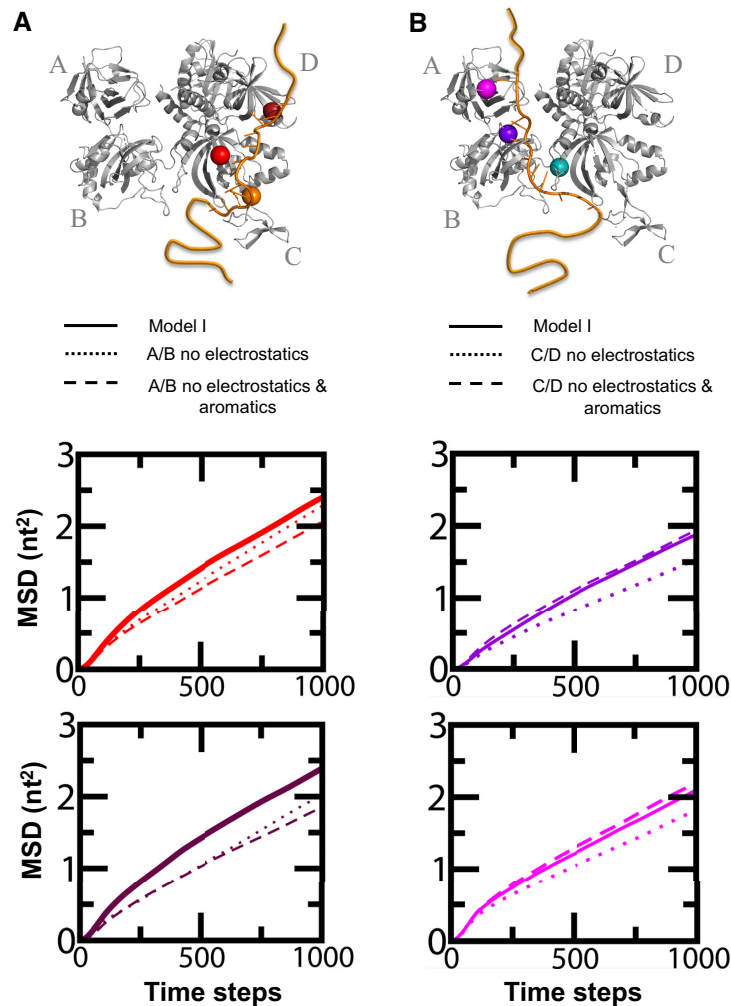 A
A
D
B
C
Model I
A/B no electrostatics
A/B no electrostatics &
aromatics
B
A
D
B
C
Model I
C/D no electrostatics
C/D no electrostatics &
aromatics
3
2
1
0
MSD (nt²)
0
500
1000
3
2
1
0
0
500
1000
3
2
1
0
MSD (nt²)
0
500
1000
Time steps
3
2
1
0
0
500
1000
Time steps